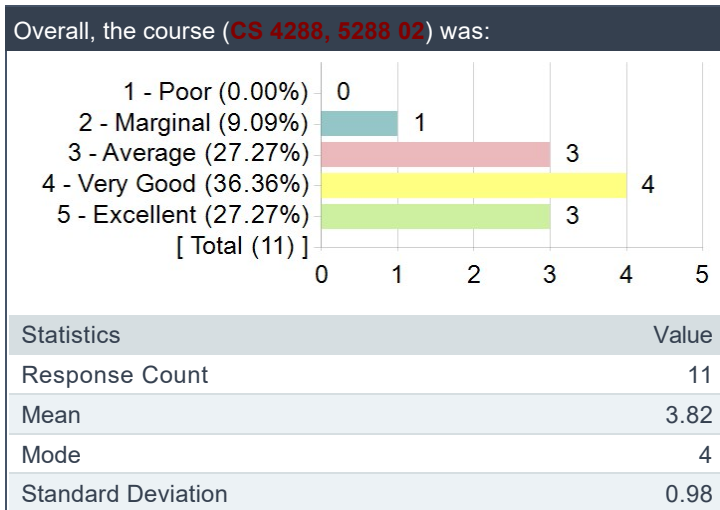 Overall, the course (CS 4288, 5288 02) was:
1 - Poor (0.00%) 0
2 - Marginal (9.09%) 1
3 - Average (27.27%) 3
4 - Very Good (36.36%) 4
5 - Excellent (27.27%) 3
[ Total (11) ]
0 1 2 3 4 5
Statistics Value
Response Count 11
Mean 3.82
Mode 4
Standard Deviation 0.98